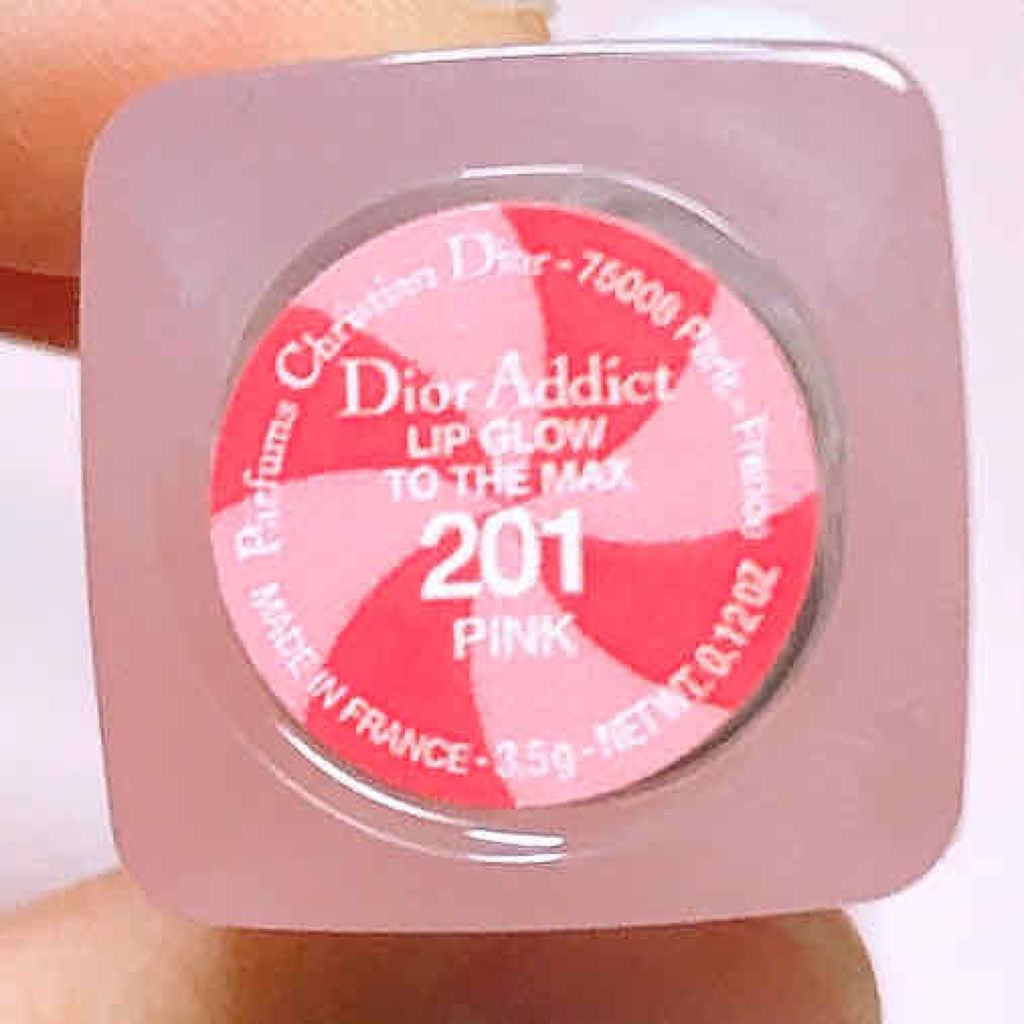 Parfums Christian Dior - 75008 Paris - France
Dior Addict
LIP GLOW
TO THE MAX
201
PINK
MADE IN FRANCE - 3.5g - NET WT. 0.12 OZ